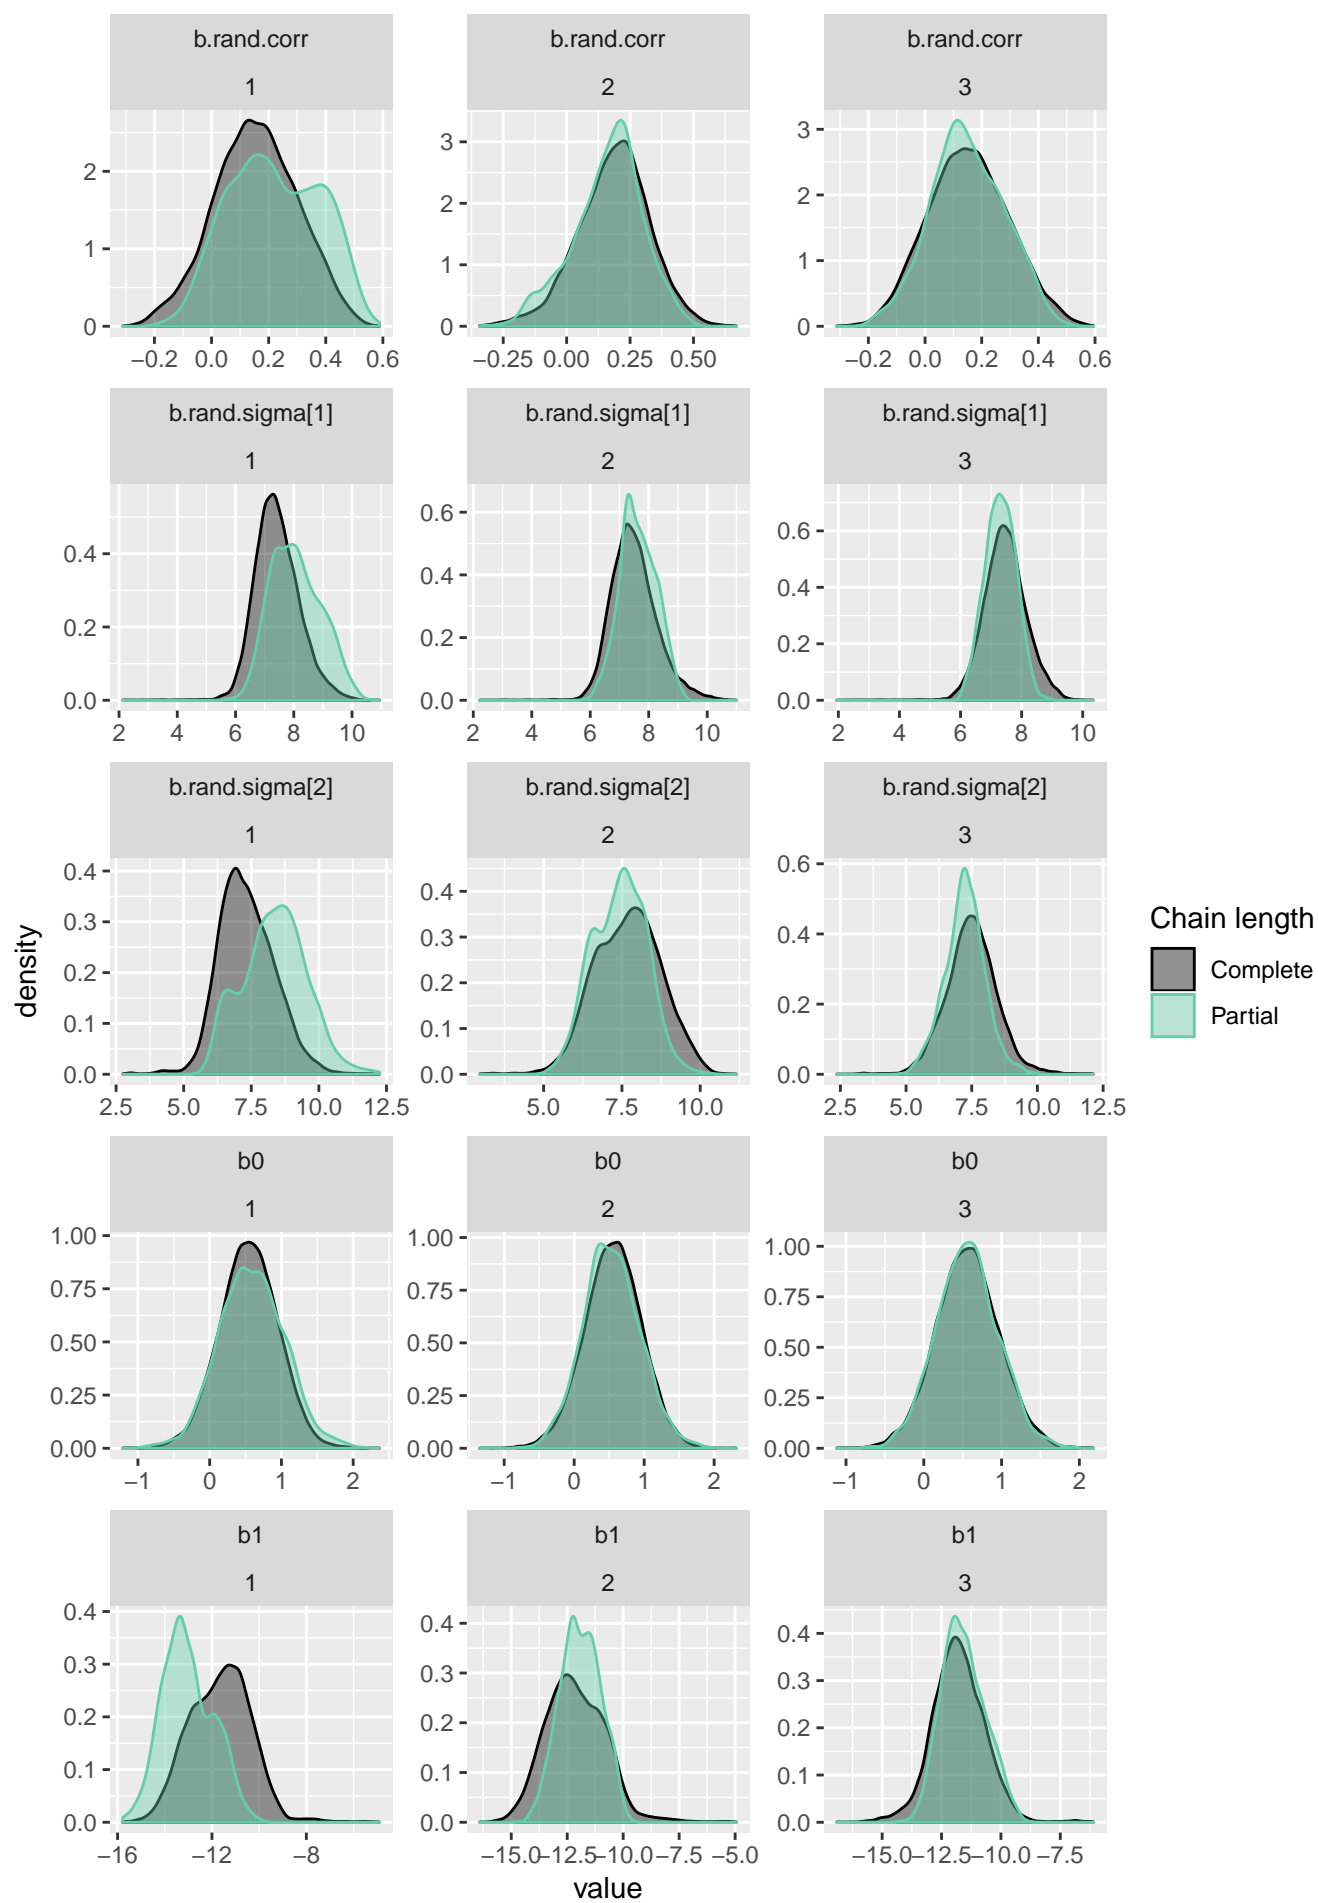 b.rand.corr b.rand.corr b.rand.corr
1 2 3
2
1
0
3
2
1
0
3
2
1
0
−0.2 0.0 0.2 0.4 0.6
−0.25 0.00 0.25 0.50
−0.2 0.0 0.2 0.4 0.6
b.rand.sigma[1] b.rand.sigma[1] b.rand.sigma[1]
1 2 3
0.4
0.2
0.0
0.6
0.4
0.2
0.0
0.6
0.4
0.2
0.0
2 4 6 8 10
2 4 6 8 10
2 4 6 8 10
b.rand.sigma[2] b.rand.sigma[2] b.rand.sigma[2]
1 2 3
0.4
0.3
0.2
0.1
0.0
0.4
0.3
0.2
0.1
0.0
0.6
0.4
0.2
0.0
2.5 5.0 7.5 10.0 12.5
5.0 7.5 10.0
2.5 5.0 7.5 10.0 12.5
b0 b0 b0
1 2 3
1.00
0.75
0.50
0.25
0.00
1.00
0.75
0.50
0.25
0.00
1.00
0.75
0.50
0.25
0.00
−1 0 1 2
−1 0 1 2
−1 0 1 2
b1 b1 b1
1 2 3
0.4
0.3
0.2
0.1
0.0
0.4
0.3
0.2
0.1
0.0
0.4
0.3
0.2
0.1
0.0
−16 −12 −8
−15.0 −12.5 −10.0 −7.5 −5.0
−15.0 −12.5 −10.0 −7.5
value
density
Chain length
Complete
Partial